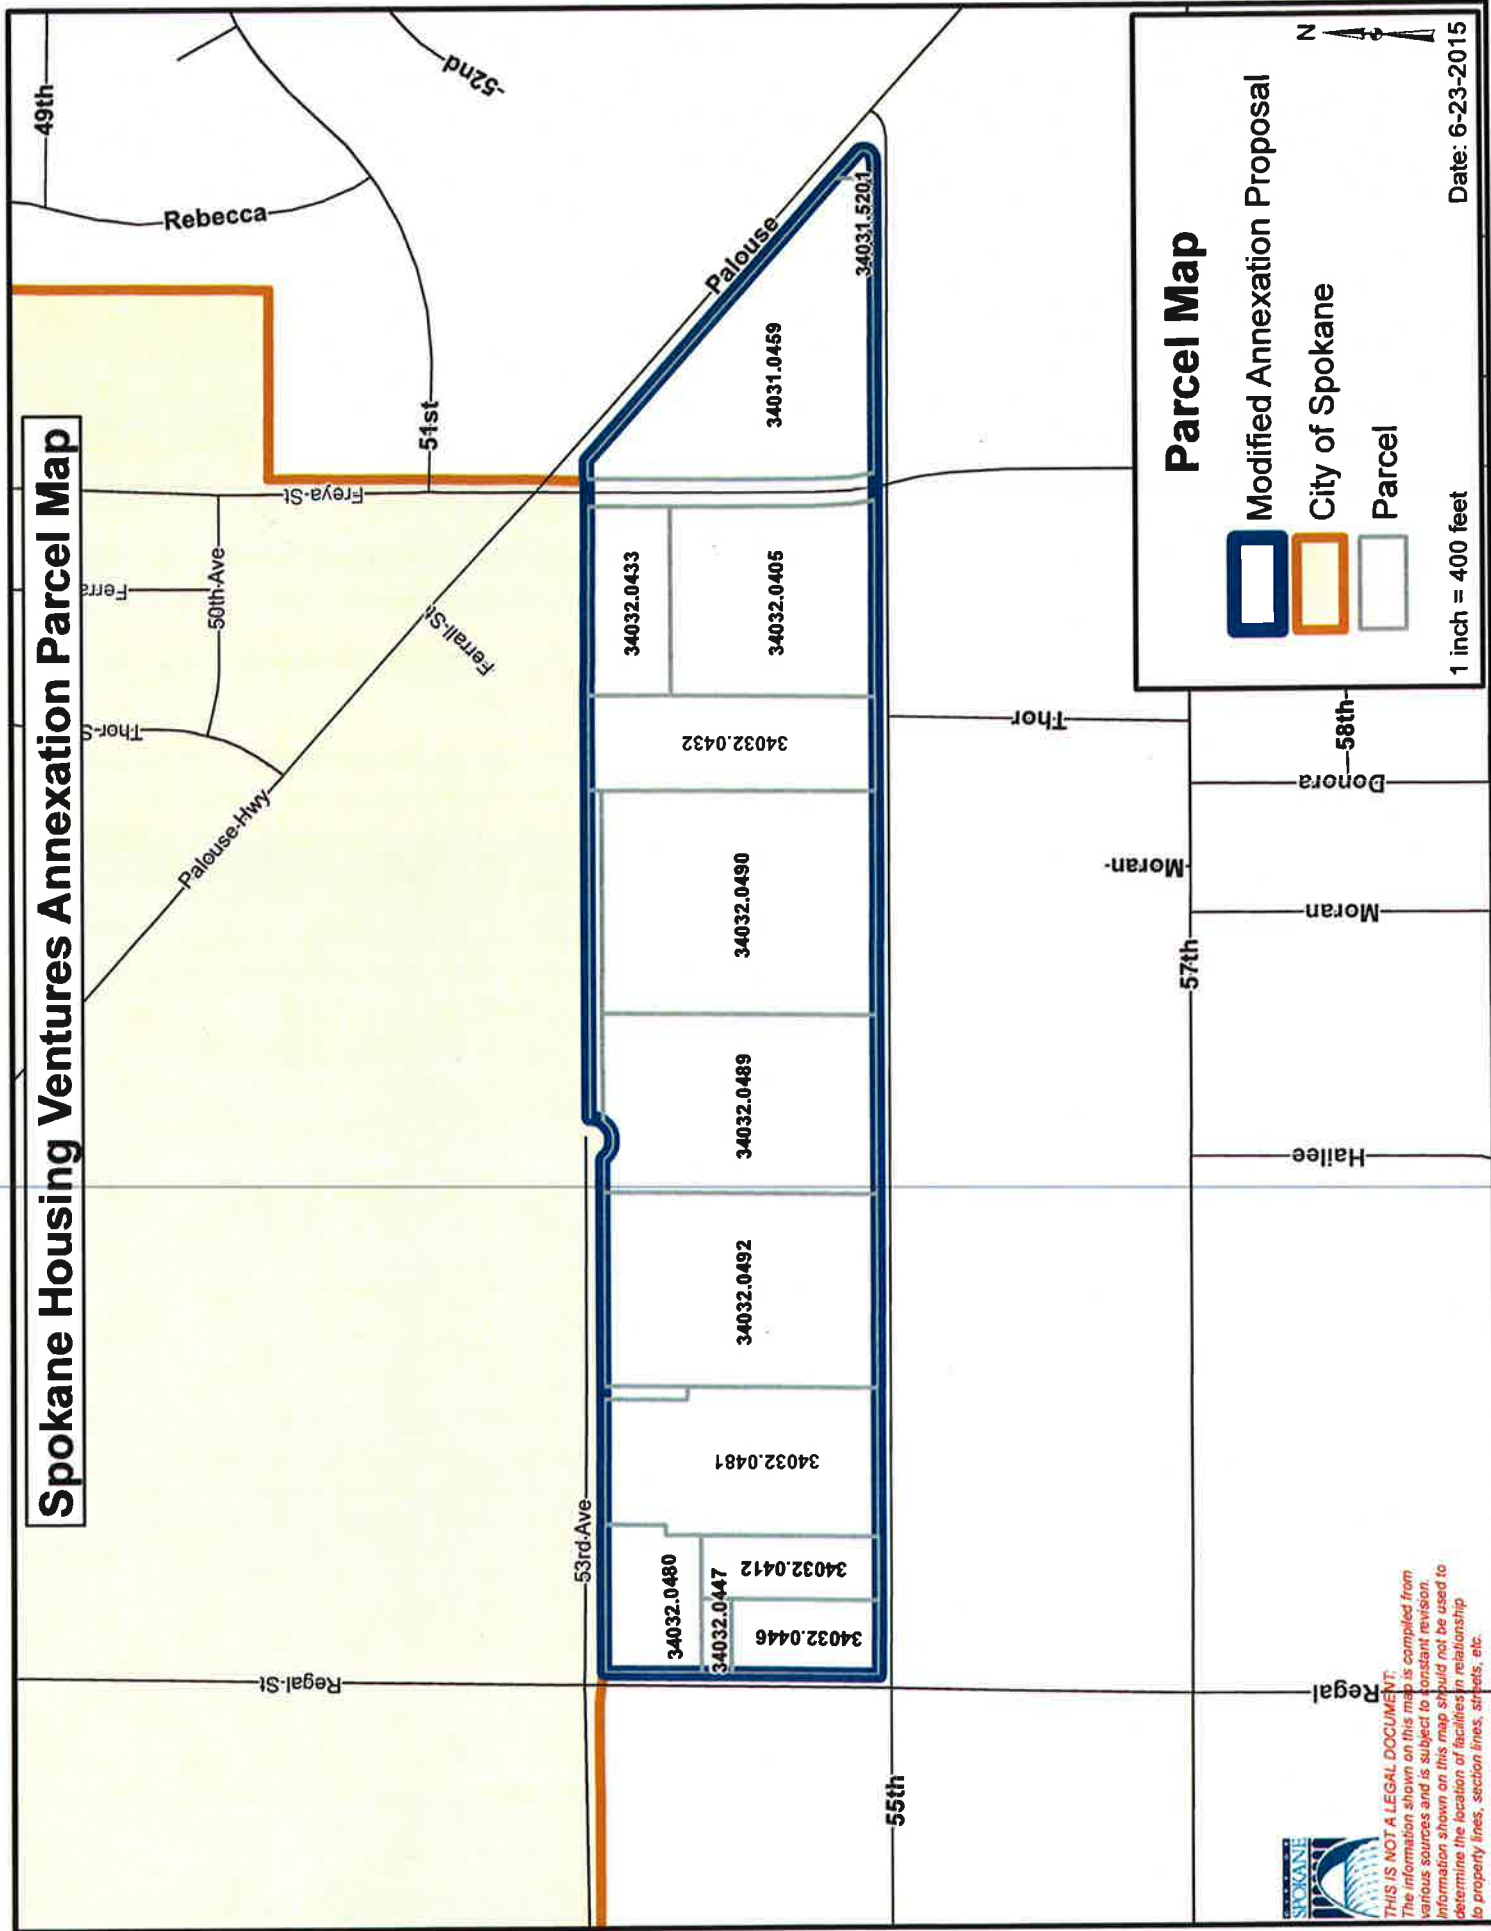 Spokane Housing Ventures Annexation Parcel Map
49th
52nd
Rebecca
51st
Freya St
Ferra
50th Ave
Thor S
Palouse Hwy
Ferrall St
Palouse
53rd Ave
Regal St
34031.5201
34031.0459
34032.0433
34032.0405
34032.0432
34032.0490
34032.0489
34032.0492
34032.0481
34032.0480
34032.0447
34032.0412
34032.0446
55th
Thor
Moran
57th
Moran
Donora
58th
Hailee
Regal
Parcel Map
Modified Annexation Proposal
City of Spokane
Parcel
N
1 inch = 400 feet
Date: 6-23-2015
SPOKANE
THIS IS NOT A LEGAL DOCUMENT:
The information shown on this map is compiled from
various sources and is subject to constant revision.
Information shown on this map should not be used to
determine the location of facilities in relationship
to property lines, section lines, streets, etc.